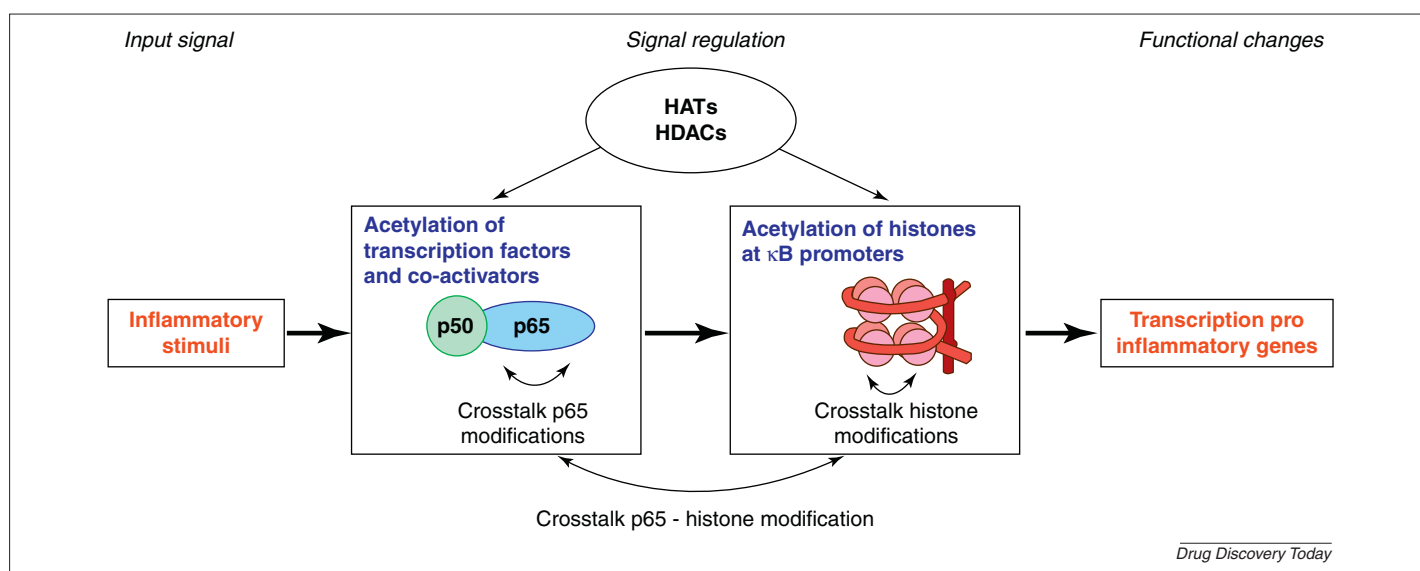 Input signal
Signal regulation
Functional changes
HATs
HDACs
Acetylation of
transcription factors
and co-activators
p50
p65
Crosstalk p65
modifications
Acetylation of histones
at κB promoters
Crosstalk histone
modifications
Inflammatory
stimuli
Transcription pro
inflammatory genes
Crosstalk p65 - histone modification
Drug Discovery Today